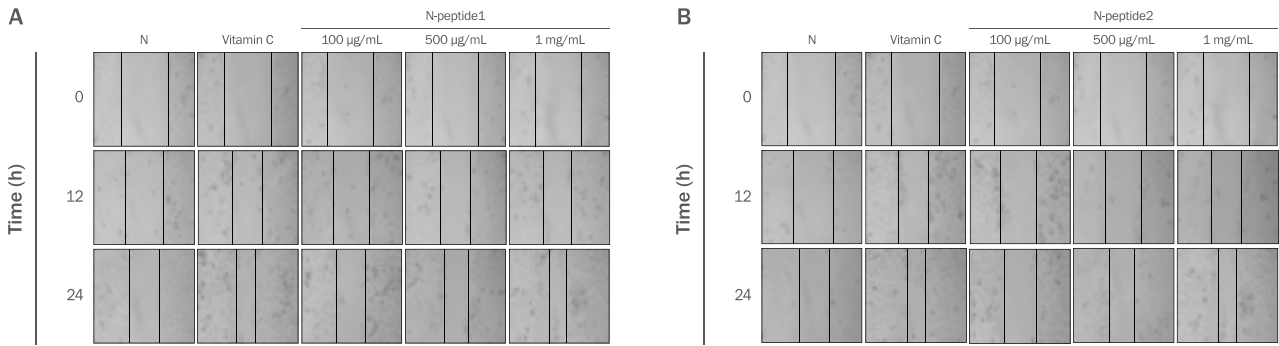 A
N-peptide1
N
Vitamin C
100 µg/mL
500 µg/mL
1 mg/mL
Time (h)
0
12
24
B
N-peptide2
N
Vitamin C
100 µg/mL
500 µg/mL
1 mg/mL
Time (h)
0
12
24